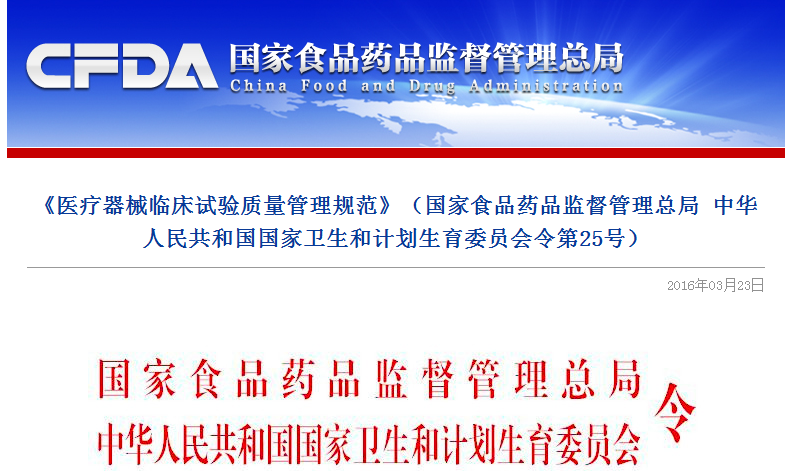 CFDA 国家食品药品监督管理总局
China Food and Drug Administration
《医疗器械临床试验质量管理规范》（国家食品药品监督管理总局 中华
人民共和国国家卫生和计划生育委员会令第25号）
2016年03月23日
国家食品药品监督管理总局
中华人民共和国国家卫生和计划生育委员会
令